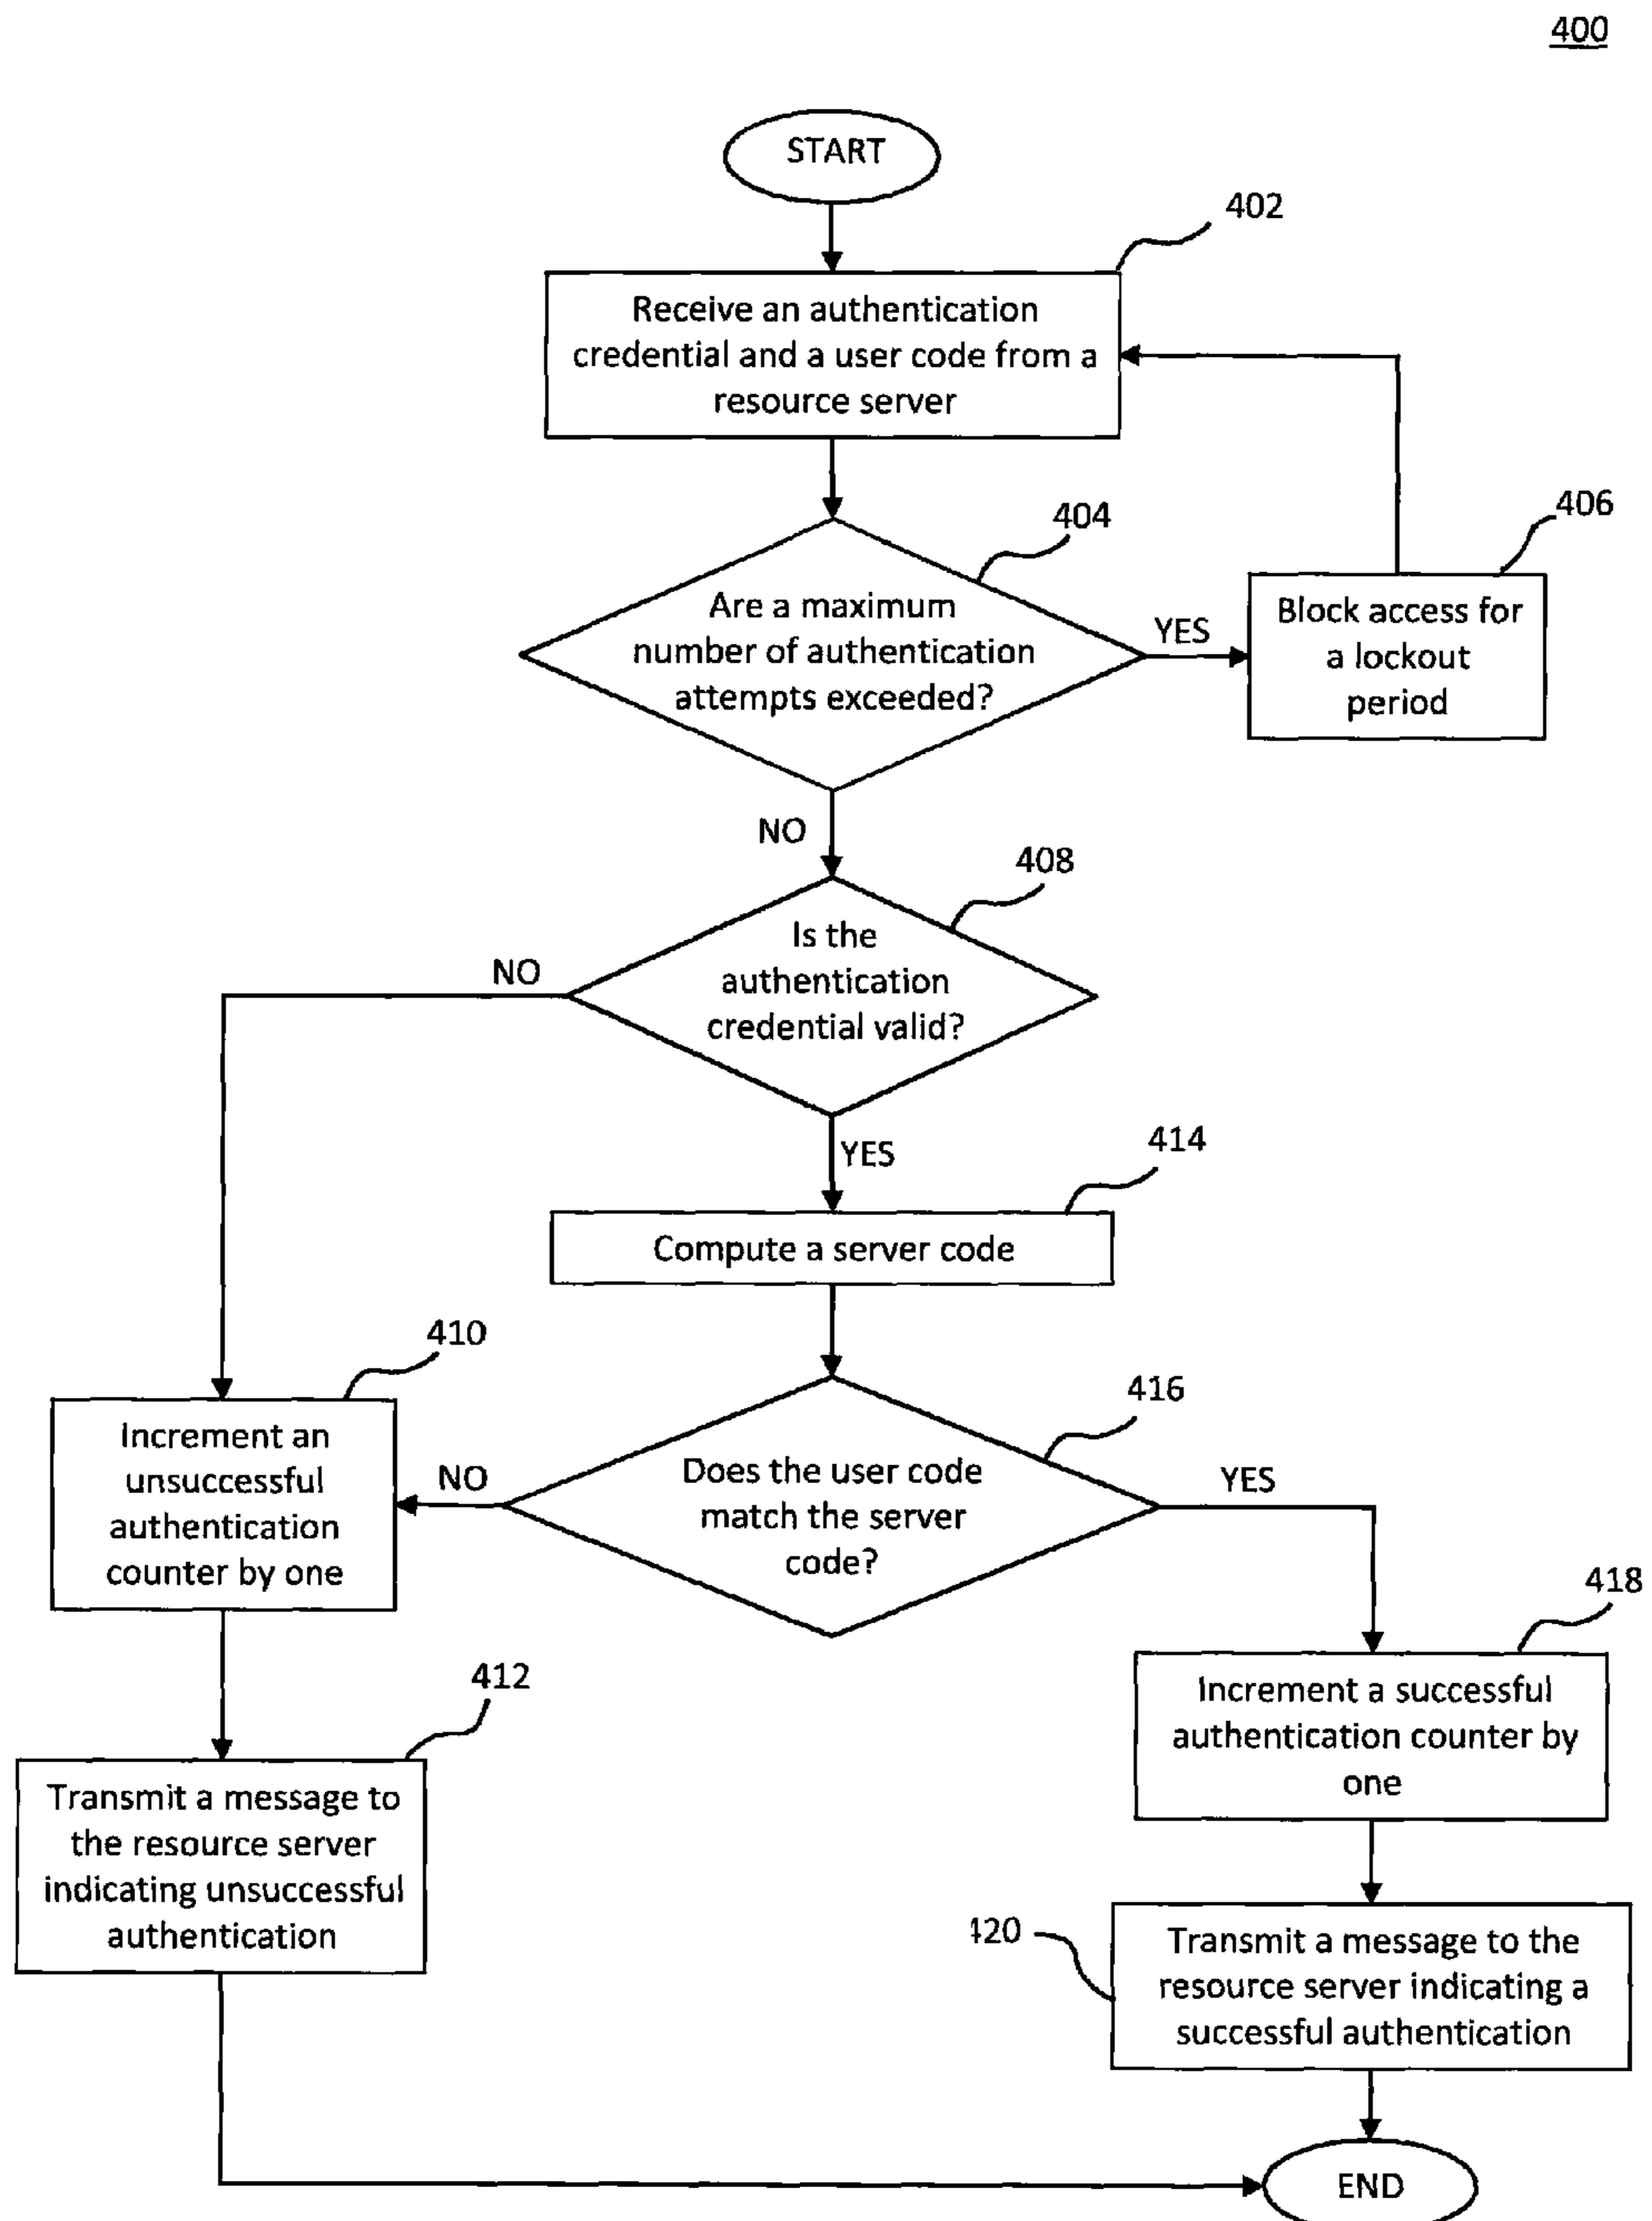 400
START
402
Receive an authentication
credential and a user code from a
resource server
404
Are a maximum
number of authentication
attempts exceeded?
YES
406
Block access for
a lockout
period
NO
408
Is the
authentication
credential valid?
NO
YES
414
Compute a server code
410
Increment an
unsuccessful
authentication
counter by one
NO
416
Does the user code
match the server
code?
YES
418
Increment a successful
authentication counter by
one
412
Transmit a message to
the resource server
indicating unsuccessful
authentication
420
Transmit a message to the
resource server indicating a
successful authentication
END